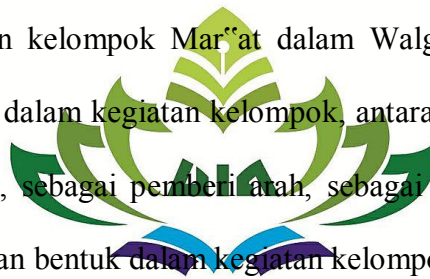 n kelompok Mar‟at dalam Walg
dalam kegiatan kelompok, antara
, sebagai pemberi arah, sebagai
an bentuk dalam kegiatan kelompo